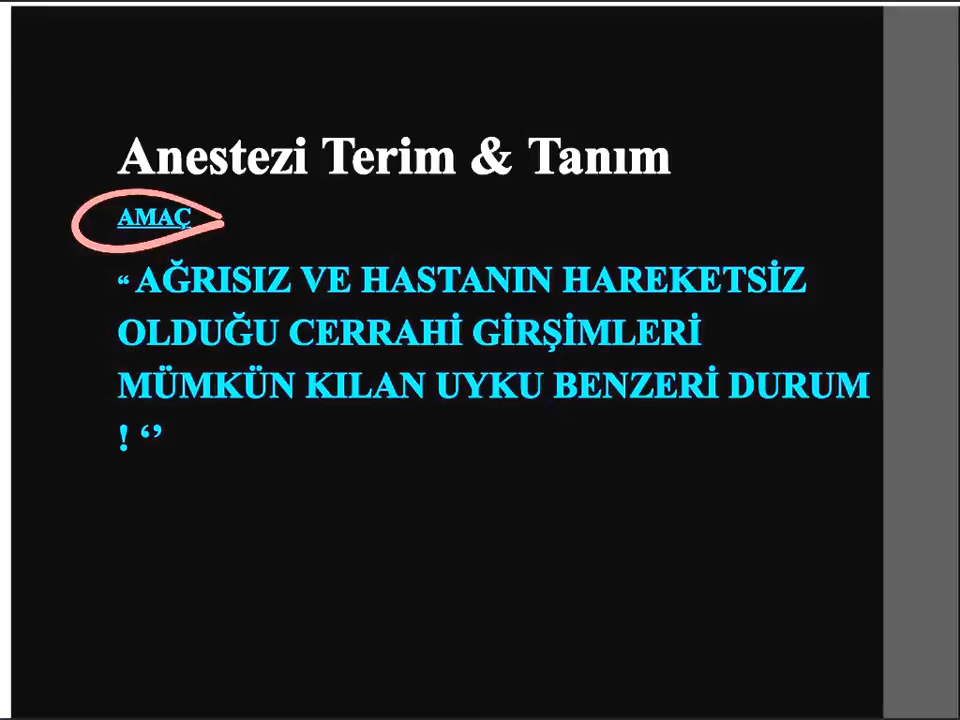 Anestezi Terim & Tanım
AMAÇ
“ AĞRISIZ VE HASTANIN HAREKETSİZ
OLDUĞU CERRAHİ GİRŞİMLERİ
MÜMKÜN KILAN UYKU BENZERİ DURUM
! ‘’